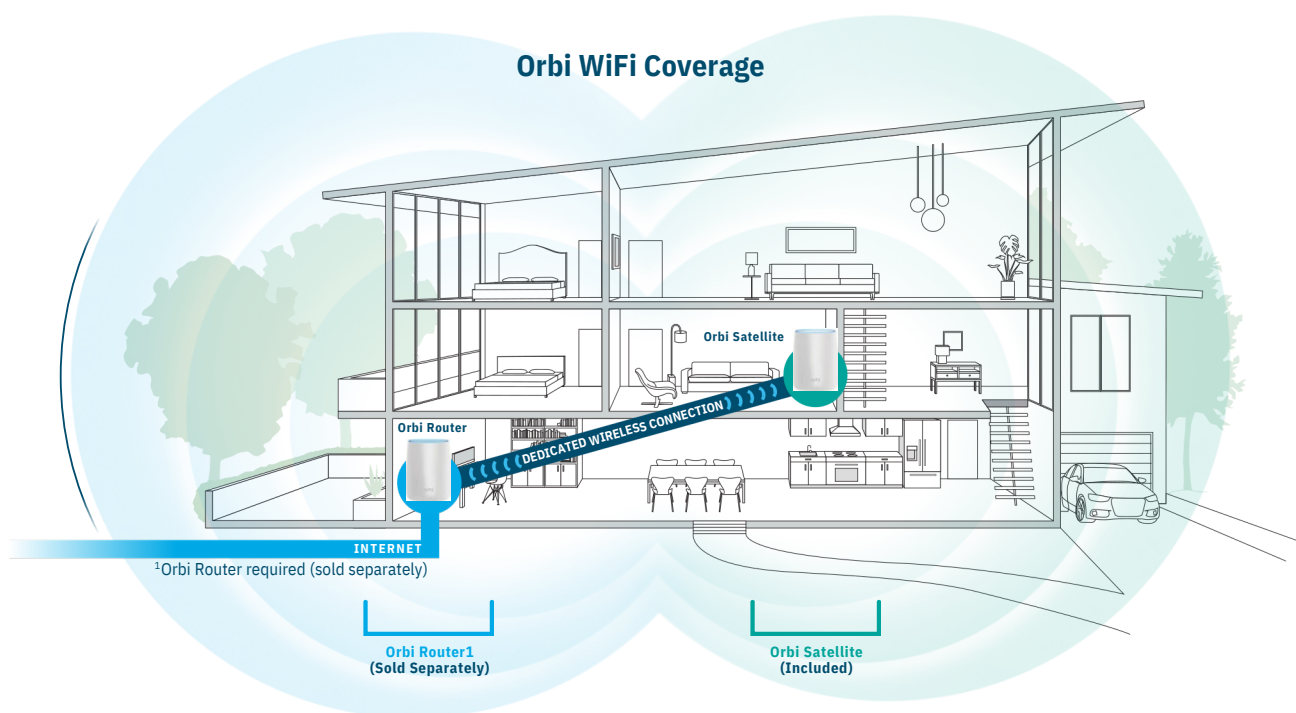 Orbi WiFi Coverage
Orbi Satellite
Orbi Router
DEDICATED WIRELESS CONNECTION
INTERNET
¹Orbi Router required (sold separately)
Orbi Router1
(Sold Separately)
Orbi Satellite
(Included)